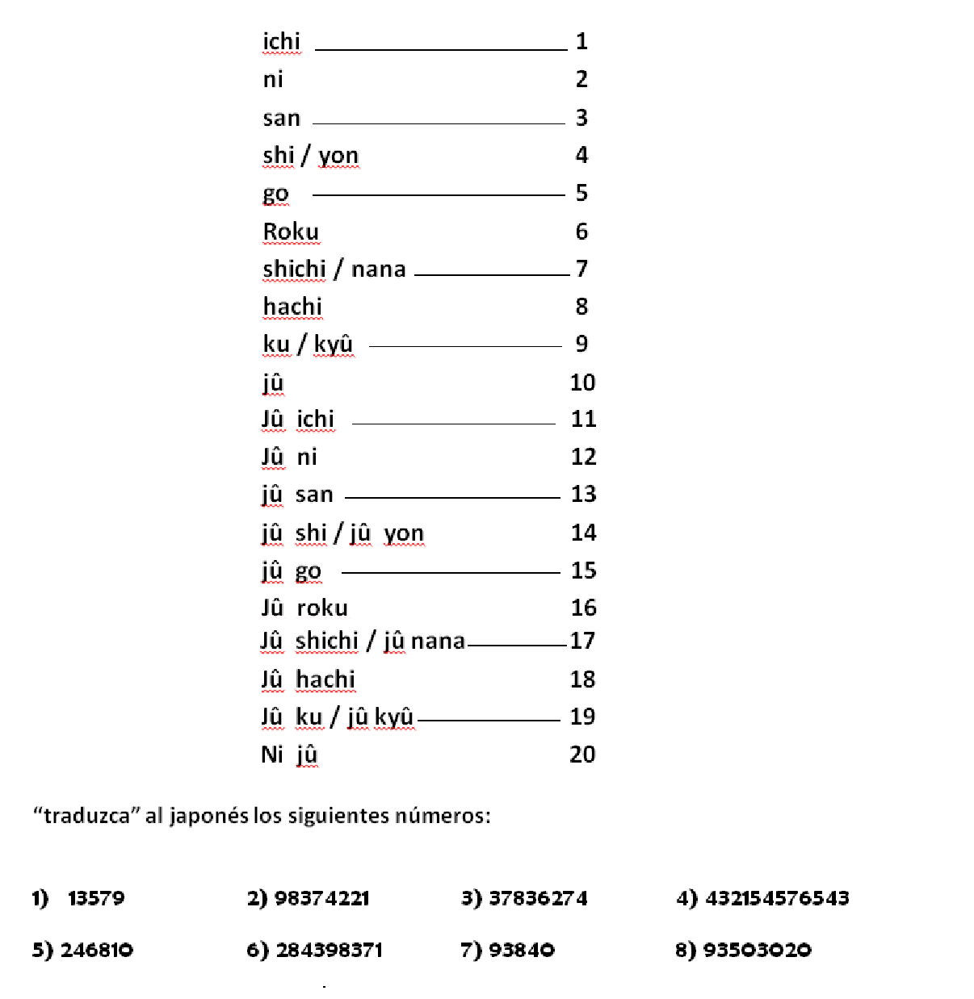 ichi 1
ni 2
san 3
shi / yon 4
go 5
Roku 6
shichi / nana 7
hachi 8
ku / kyû 9
jû 10
Jû ichi 11
Jû ni 12
jû san 13
jû shi / jû yon 14
jû go 15
Jû roku 16
Jû shichi / jû nana 17
Jû hachi 18
Jû ku / jû kyû 19
Ni jû 20
“traduzca” al japonés los siguientes números:
1) 13579 2) 98374221 3) 37836274 4) 432154576543
5) 246810 6) 284398371 7) 93840 8) 93503020
.